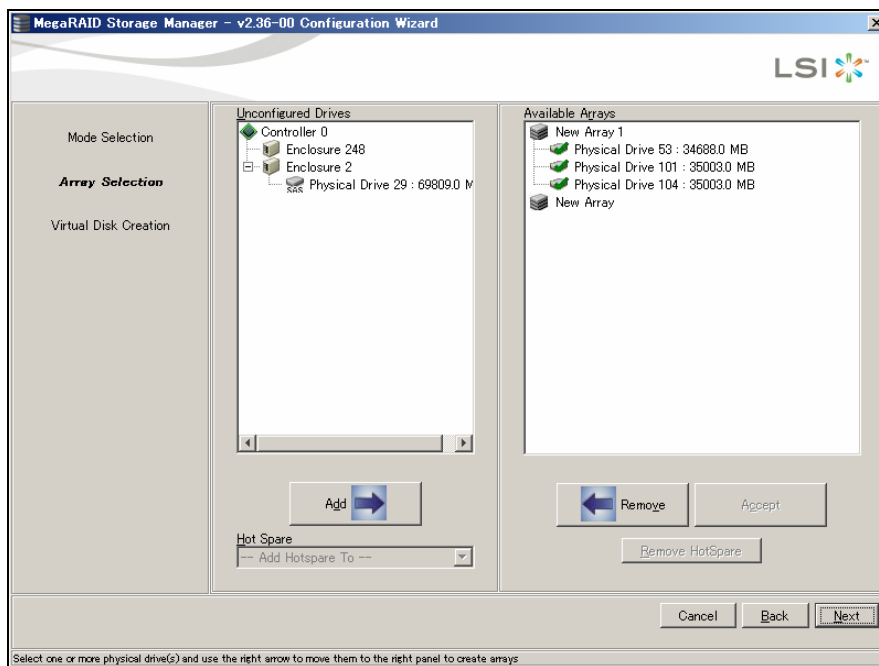 MegaRAID Storage Manager - v2.36-00 Configuration Wizard
LSI
Mode Selection
Array Selection
Virtual Disk Creation
Unconfigured Drives
Controller 0
Enclosure 248
Enclosure 2
SAS
Physical Drive 29 : 69809.0 M
Add
Hot Spare
-- Add Hotspare To --
Available Arrays
New Array 1
Physical Drive 53 : 34688.0 MB
Physical Drive 101 : 35003.0 MB
Physical Drive 104 : 35003.0 MB
New Array
Remove
Accept
Remove HotSpare
Cancel
Back
Next
Select one or more physical drive(s) and use the right arrow to move them to the right panel to create arrays